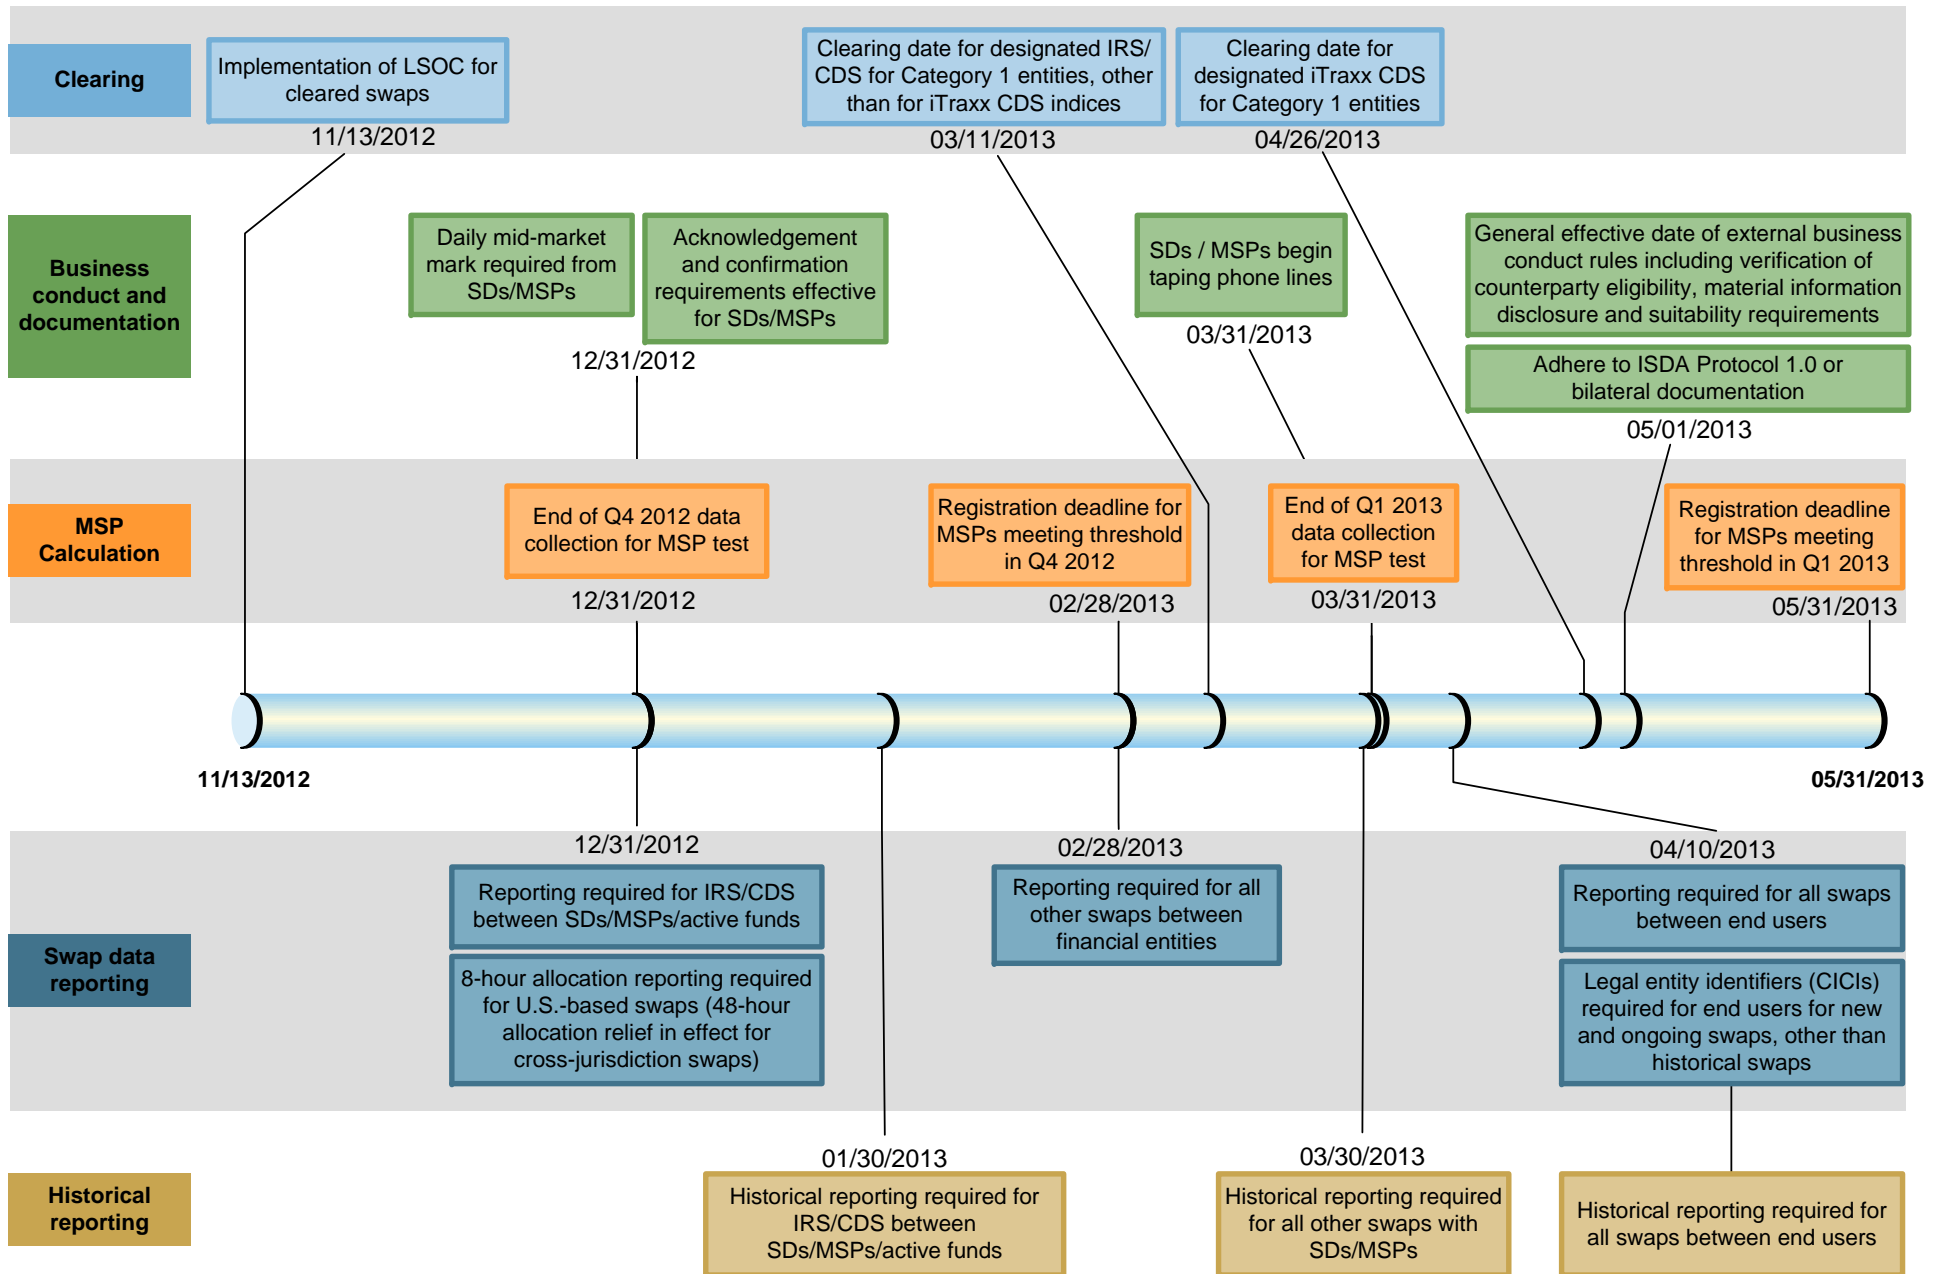 Clearing
Implementation of LSOC for
cleared swaps
11/13/2012
Clearing date for designated IRS/
CDS for Category 1 entities, other
than for iTraxx CDS indices
03/11/2013
Clearing date for
designated iTraxx CDS
for Category 1 entities
04/26/2013
Business
conduct and
documentation
Daily mid-market
mark required from
SDs/MSPs
Acknowledgement
and confirmation
requirements effective
for SDs/MSPs
12/31/2012
SDs / MSPs begin
taping phone lines
03/31/2013
General effective date of external business
conduct rules including verification of
counterparty eligibility, material information
disclosure and suitability requirements
Adhere to ISDA Protocol 1.0 or
bilateral documentation
05/01/2013
MSP
Calculation
End of Q4 2012 data
collection for MSP test
12/31/2012
Registration deadline for
MSPs meeting threshold
in Q4 2012
02/28/2013
End of Q1 2013
data collection
for MSP test
03/31/2013
Registration deadline
for MSPs meeting
threshold in Q1 2013
05/31/2013
11/13/2012
05/31/2013
Swap data
reporting
12/31/2012
Reporting required for IRS/CDS
between SDs/MSPs/active funds
8-hour allocation reporting required
for U.S.-based swaps (48-hour
allocation relief in effect for
cross-jurisdiction swaps)
02/28/2013
Reporting required for all
other swaps between
financial entities
04/10/2013
Reporting required for all swaps
between end users
Legal entity identifiers (CICIs)
required for end users for new
and ongoing swaps, other than
historical swaps
Historical
reporting
01/30/2013
Historical reporting required for
IRS/CDS between
SDs/MSPs/active funds
03/30/2013
Historical reporting required
for all other swaps with
SDs/MSPs
Historical reporting required for
all swaps between end users